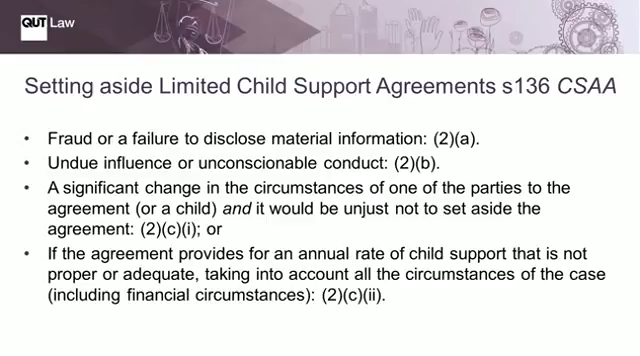 QUT Law
Setting aside Limited Child Support Agreements s136 CSAA
• Fraud or a failure to disclose material information: (2)(a).
• Undue influence or unconscionable conduct: (2)(b).
• A significant change in the circumstances of one of the parties to the
agreement (or a child) and it would be unjust not to set aside the
agreement: (2)(c)(i); or
• If the agreement provides for an annual rate of child support that is not
proper or adequate, taking into account all the circumstances of the case
(including financial circumstances): (2)(c)(ii).